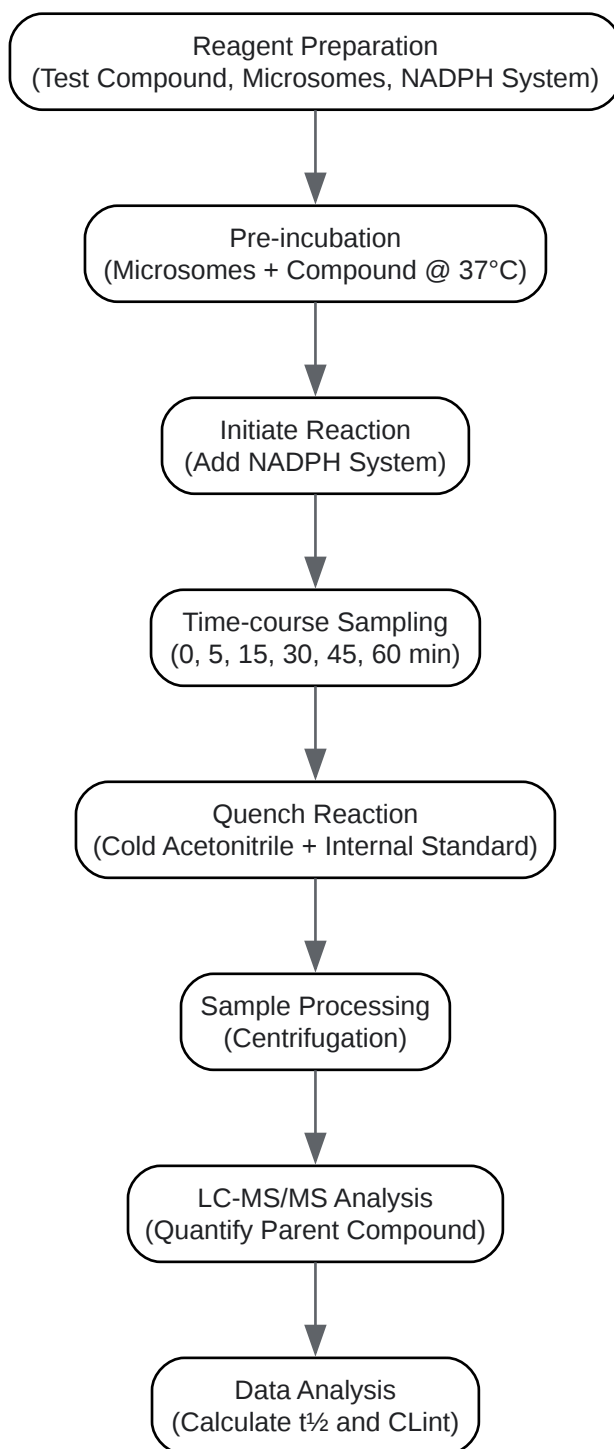 Reagent Preparation
(Test Compound, Microsomes, NADPH System)
Pre-incubation
(Microsomes + Compound @ 37°C)
Initiate Reaction
(Add NADPH System)
Time-course Sampling
(0, 5, 15, 30, 45, 60 min)
Quench Reaction
(Cold Acetonitrile + Internal Standard)
Sample Processing
(Centrifugation)
LC-MS/MS Analysis
(Quantify Parent Compound)
Data Analysis
(Calculate t½ and CLint)